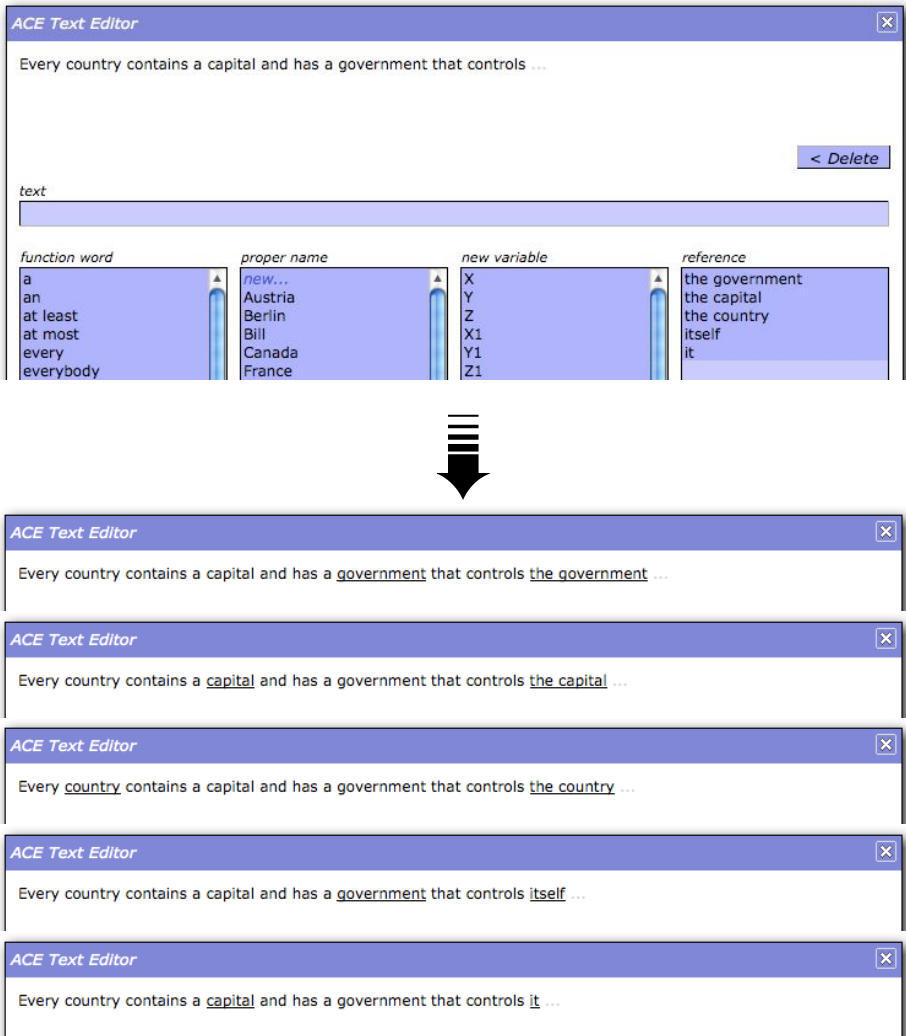 ACE Text Editor
Every country contains a capital and has a government that controls ...
< Delete
text
function word proper name new variable reference
a new... X the government
an Austria Y the capital
at least Berlin Z the country
at most Bill X1 itself
every Canada Y1 it
everybody France Z1
ACE Text Editor
Every country contains a capital and has a government that controls the government ...
ACE Text Editor
Every country contains a capital and has a government that controls the capital ...
ACE Text Editor
Every country contains a capital and has a government that controls the country ...
ACE Text Editor
Every country contains a capital and has a government that controls itself ...
ACE Text Editor
Every country contains a capital and has a government that controls it ...